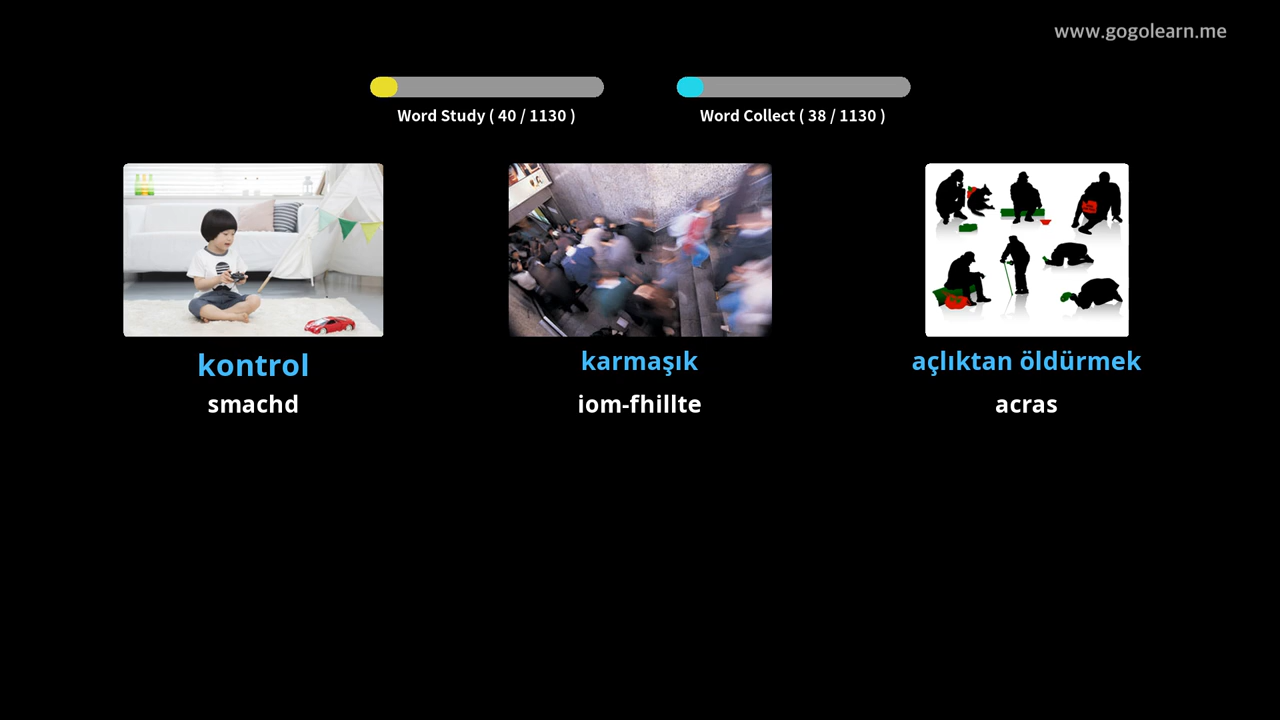 www.gogolearn.me
Word Study ( 40 / 1130 )
Word Collect ( 38 / 1130 )
kontrol
smachd
karmaşık
iom-fhillte
açlıktan öldürmek
acras